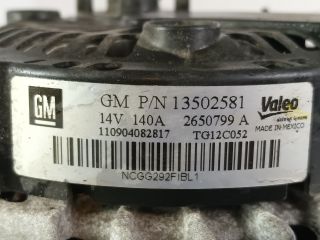 GM
GM P/N 13502581
14V 140A 2650799 A
110904082817 TG12C052
Valeo
MADE IN MEXICO
NCGG292FIBL1